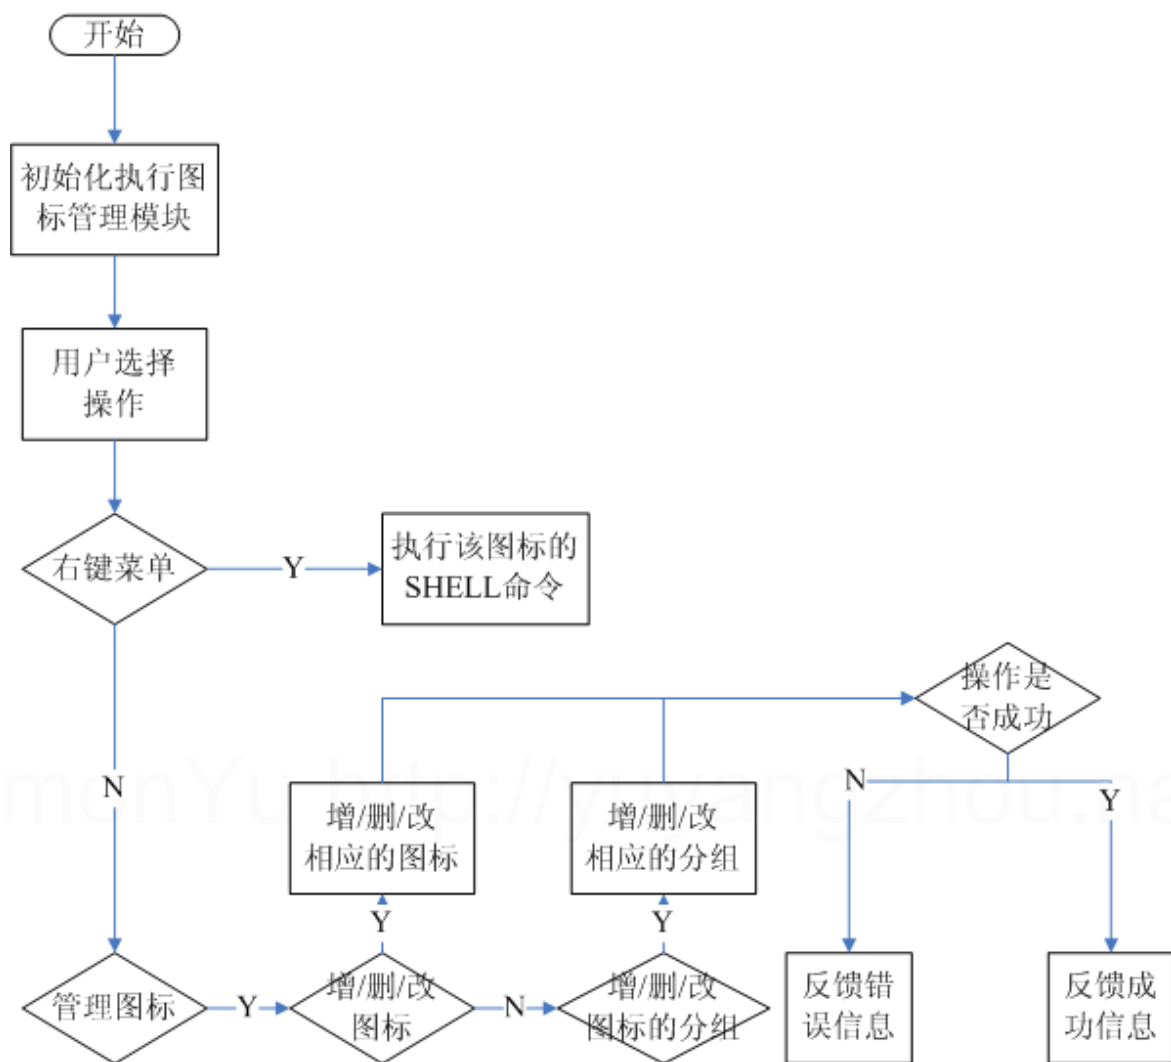 开始
初始化执行图
标管理模块
用户选择
操作
右键菜单
Y
执行该图标的
SHELL命令
操作是
否成功
N
N
Y
monYu http://yuyangzhou.na
增/删/改
相应的图标
增/删/改
相应的分组
Y
Y
管理图标
Y
增/删/改
图标
N
增/删/改
图标的分组
反馈错
误信息
反馈成
功信息